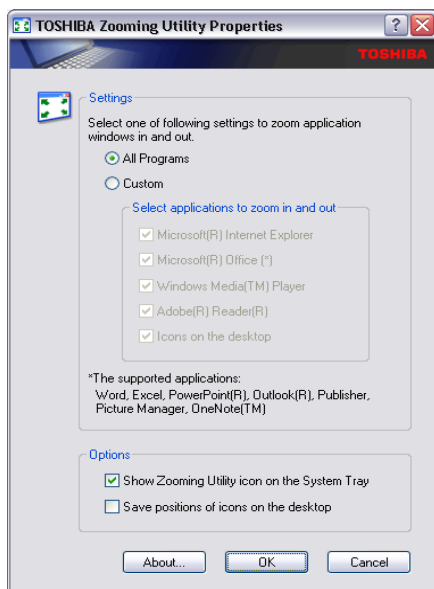 TOSHIBA Zooming Utility Properties
TOSHIBA
Settings
Select one of following settings to zoom application
windows in and out.
All Programs
Custom
Select applications to zoom in and out
Microsoft(R) Internet Explorer
Microsoft(R) Office (*)
Windows Media(TM) Player
Adobe(R) Reader(R)
Icons on the desktop
*The supported applications:
Word, Excel, PowerPoint(R), Outlook(R), Publisher,
Picture Manager, OneNote(TM)
Options
Show Zooming Utility icon on the System Tray
Save positions of icons on the desktop
About... OK Cancel